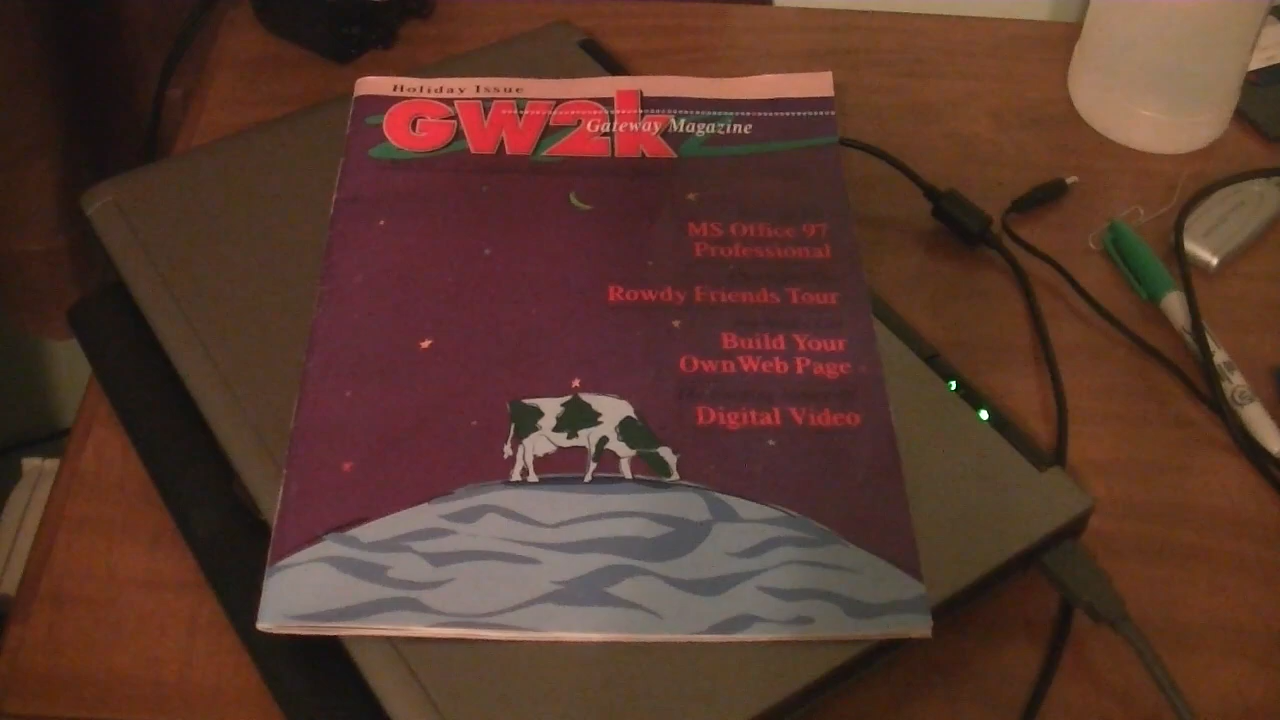 Holiday Issue
GW2k
Gateway Magazine
MS Office 97
Professional
Rowdy Friends Tour
Build Your
Own Web Page
Digital Video